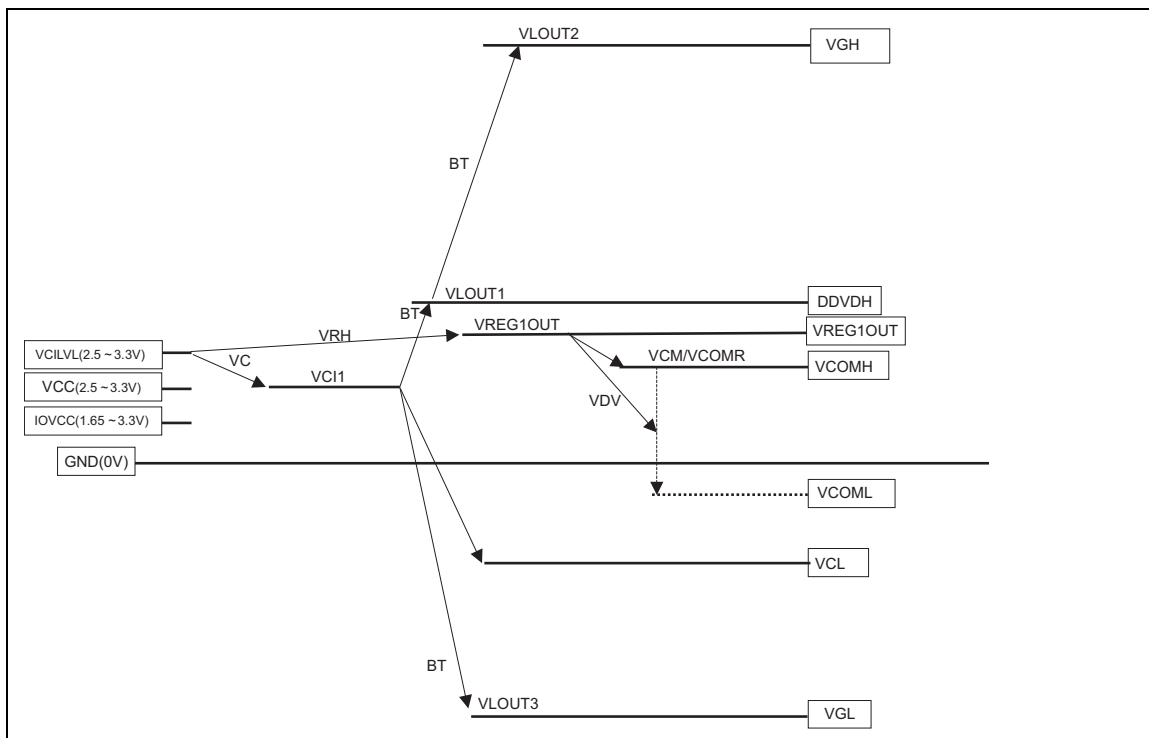 VLOUT2
VGH
BT
VLOUT1
DDVDH
BT
VREG1OUT
VREG1OUT
VRH
VCILVL(2.5 ~ 3.3V)
VC
VCM/VCOMR
VCOMH
VCI1
VCC(2.5 ~ 3.3V)
VDV
IOVCC(1.65 ~ 3.3V)
GND(0V)
VCOML
VCL
BT
VLOUT3
VGL